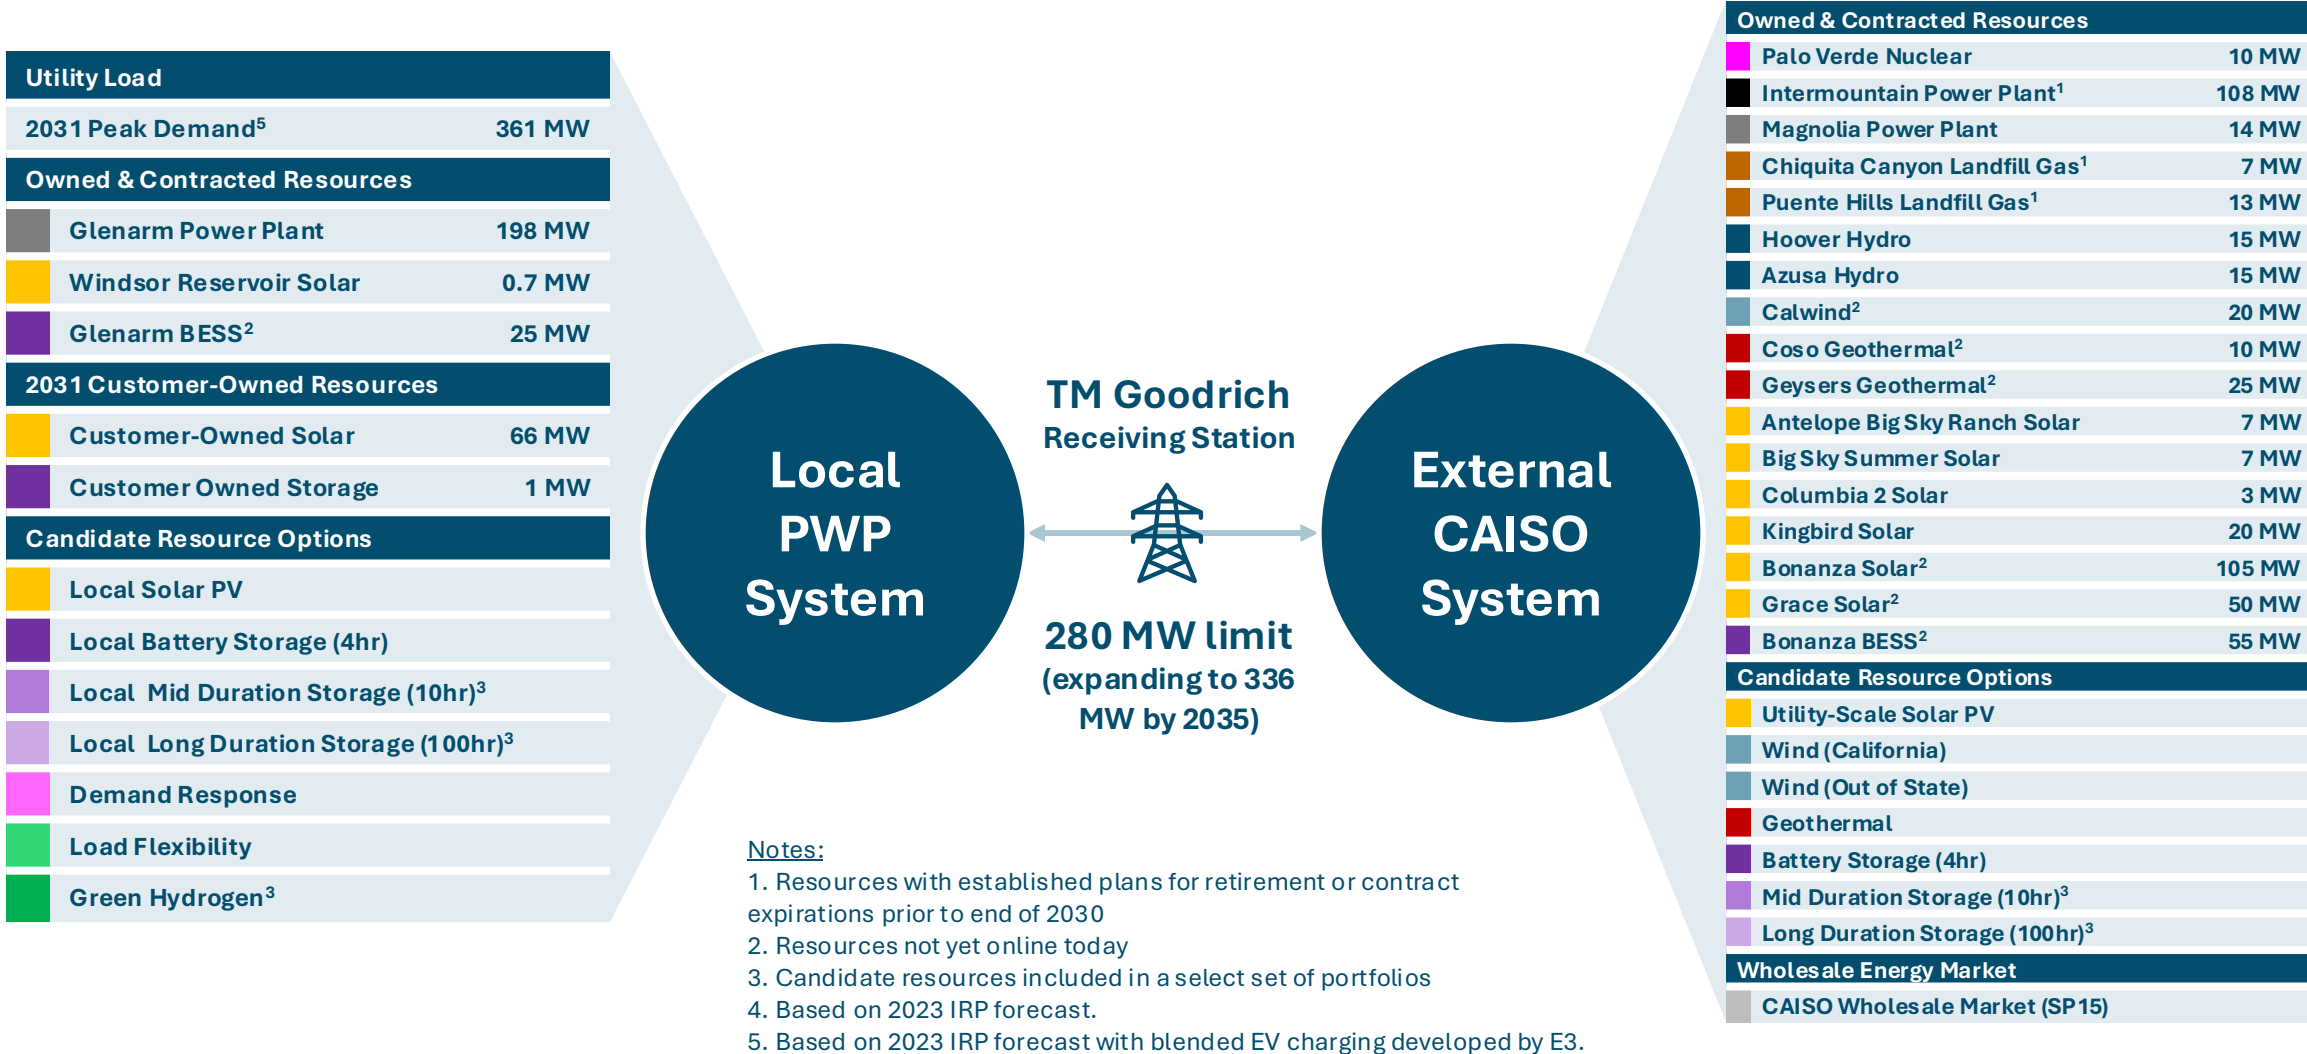 Utility Load
2031 Peak Demand⁵ 361 MW
Owned & Contracted Resources
Glenarm Power Plant 198 MW
Windsor Reservoir Solar 0.7 MW
Glenarm BESS² 25 MW
2031 Customer-Owned Resources
Customer-Owned Solar 66 MW
Customer Owned Storage 1 MW
Candidate Resource Options
Local Solar PV
Local Battery Storage (4hr)
Local Mid Duration Storage (10hr)³
Local Long Duration Storage (100hr)³
Demand Response
Load Flexibility
Green Hydrogen³
Local
PWP
System
TM Goodrich
Receiving Station
280 MW limit
(expanding to 336
MW by 2035)
External
CAISO
System
Owned & Contracted Resources
Palo Verde Nuclear 10 MW
Intermountain Power Plant¹ 108 MW
Magnolia Power Plant 14 MW
Chiquita Canyon Landfill Gas¹ 7 MW
Puente Hills Landfill Gas¹ 13 MW
Hoover Hydro 15 MW
Azusa Hydro 15 MW
Calwind² 20 MW
Coso Geothermal² 10 MW
Geysers Geothermal² 25 MW
Antelope Big Sky Ranch Solar 7 MW
Big Sky Summer Solar 7 MW
Columbia 2 Solar 3 MW
Kingbird Solar 20 MW
Bonanza Solar² 105 MW
Grace Solar² 50 MW
Bonanza BESS² 55 MW
Candidate Resource Options
Utility-Scale Solar PV
Wind (California)
Wind (Out of State)
Geothermal
Battery Storage (4hr)
Mid Duration Storage (10hr)³
Long Duration Storage (100hr)³
Wholesale Energy Market
CAISO Wholesale Market (SP15)
Notes:
1. Resources with established plans for retirement or contract
expirations prior to end of 2030
2. Resources not yet online today
3. Candidate resources included in a select set of portfolios
4. Based on 2023 IRP forecast.
5. Based on 2023 IRP forecast with blended EV charging developed by E3.